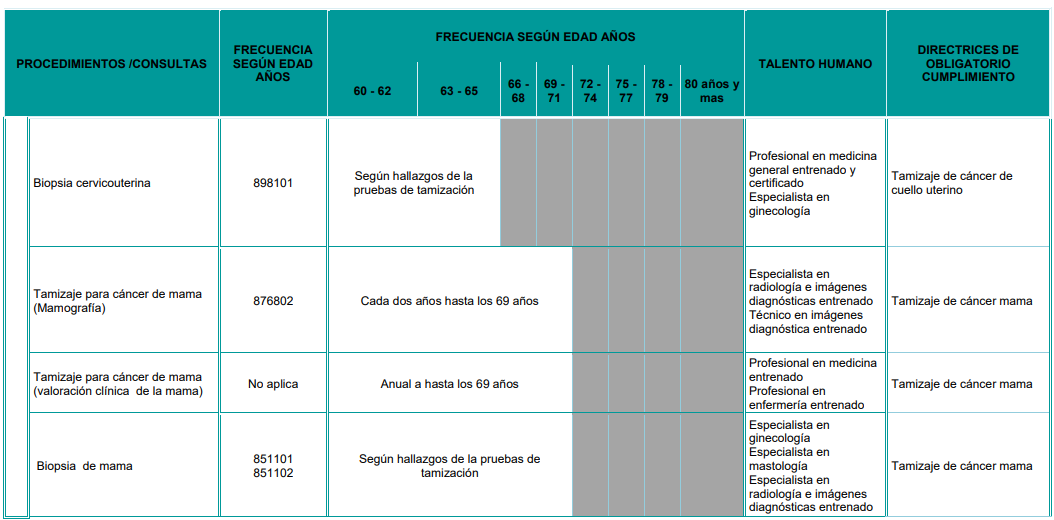 PROCEDIMIENTOS /CONSULTAS
FRECUENCIA
SEGÚN EDAD
AÑOS
FRECUENCIA SEGÚN EDAD AÑOS
60 - 62
63 - 65
66 -
68
69 -
71
72 -
74
75 -
77
78 -
79
80 años y
mas
TALENTO HUMANO
DIRECTRICES DE
OBLIGATORIO
CUMPLIMIENTO
Biopsia cervicouterina
898101
Según hallazgos de la
pruebas de tamización
Profesional en medicina
general entrenado y
certificado
Especialista en
ginecología
Tamizaje de cáncer de
cuello uterino
Tamizaje para cáncer de mama
(Mamografía)
876802
Cada dos años hasta los 69 años
Especialista en
radiología e imágenes
diagnósticas entrenado
Técnico en imágenes
diagnóstica entrenado
Tamizaje de cáncer mama
Tamizaje para cáncer de mama
(valoración clínica de la mama)
No aplica
Anual a hasta los 69 años
Profesional en medicina
entrenado
Profesional en
enfermería entrenado
Tamizaje de cáncer mama
Biopsia de mama
851101
851102
Según hallazgos de la pruebas de
tamización
Especialista en
ginecología
Especialista en
mastología
Especialista en
radiología e imágenes
diagnósticas entrenado
Tamizaje de cáncer mama